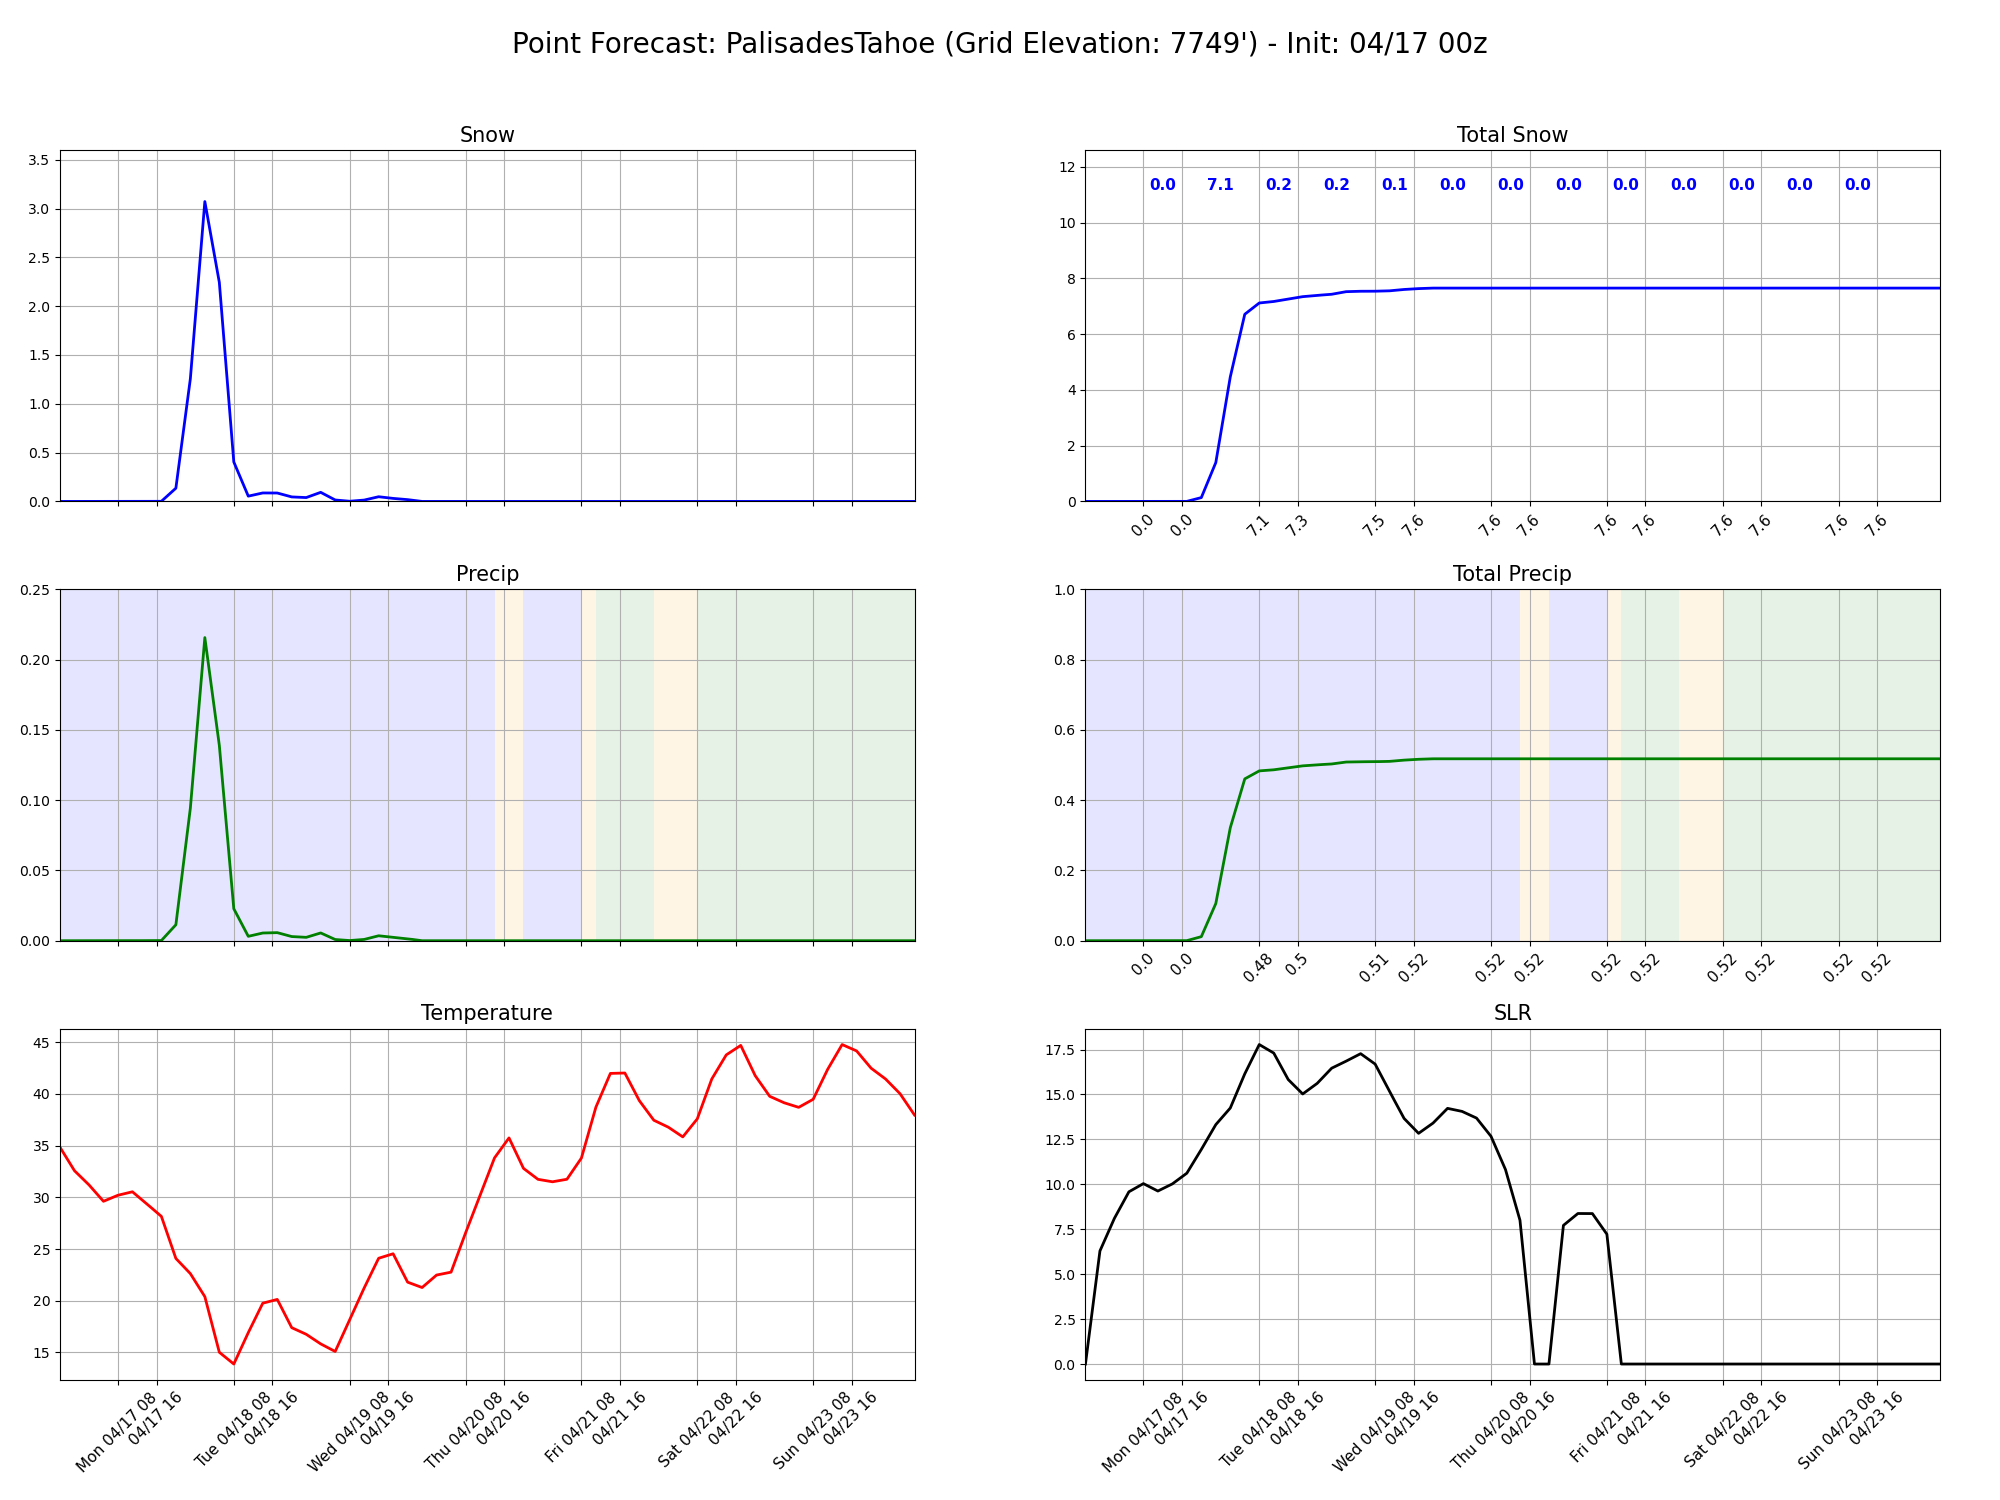 Point Forecast: PalisadesTahoe (Grid Elevation: 7749') - Init: 04/17 00z
Snow
3.5
3.0
2.5
2.0
1.5
1.0
0.5
0.0
Total Snow
12
10
8
6
4
2
0
0.0 7.1 0.2 0.2 0.1 0.0 0.0 0.0 0.0 0.0 0.0 0.0 0.0
0.0 0.0 7.1 7.3 7.5 7.6 7.6 7.6 7.6 7.6 7.6 7.6 7.6 7.6
Precip
0.25
0.20
0.15
0.10
0.05
0.00
Total Precip
1.0
0.8
0.6
0.4
0.2
0.0
0.0 0.0 0.48 0.5 0.51 0.52 0.52 0.52 0.52 0.52 0.52 0.52 0.52 0.52
Temperature
45
40
35
30
25
20
15
Mon 04/17 08
04/17 16
Tue 04/18 08
04/18 16
Wed 04/19 08
04/19 16
Thu 04/20 08
04/20 16
Fri 04/21 08
04/21 16
Sat 04/22 08
04/22 16
Sun 04/23 08
04/23 16
SLR
17.5
15.0
12.5
10.0
7.5
5.0
2.5
0.0
Mon 04/17 08
04/17 16
Tue 04/18 08
04/18 16
Wed 04/19 08
04/19 16
Thu 04/20 08
04/20 16
Fri 04/21 08
04/21 16
Sat 04/22 08
04/22 16
Sun 04/23 08
04/23 16